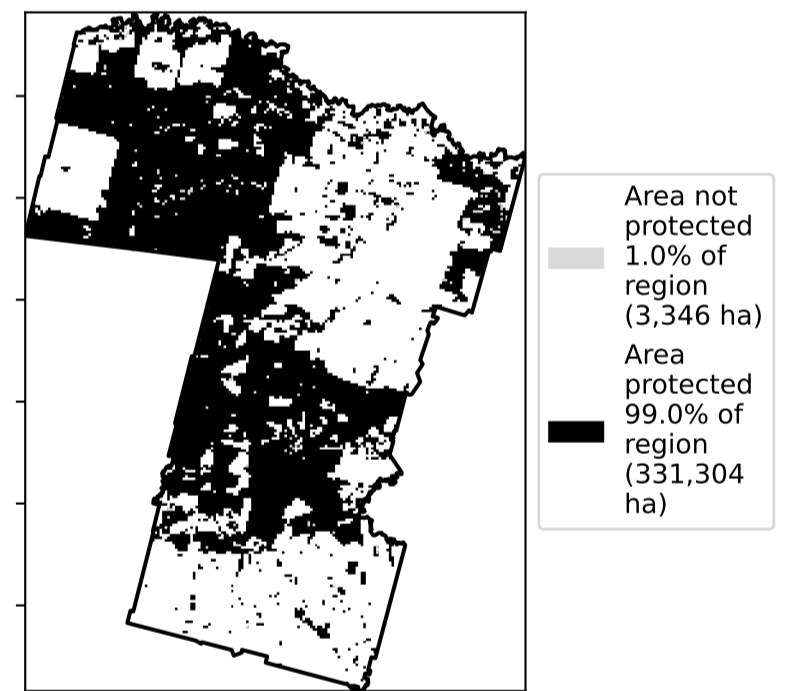 Area not
protected
1.0% of
region
(3,346 ha)
Area
protected
99.0% of
region
(331,304
ha)